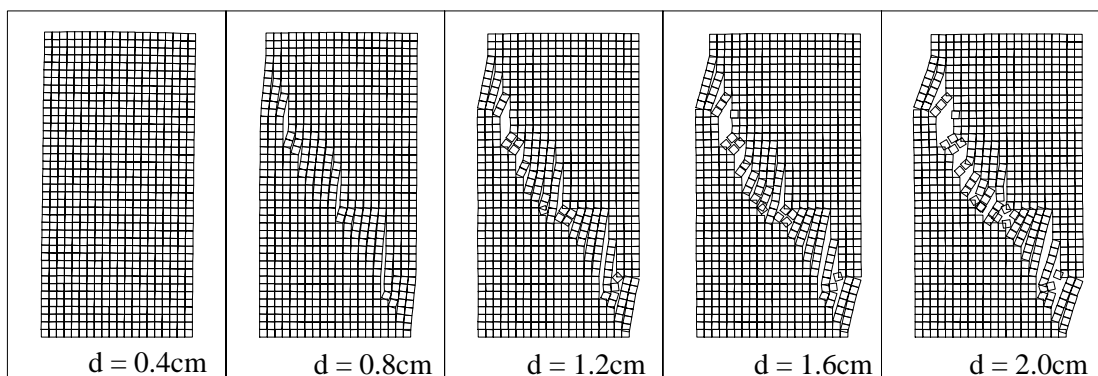 d = 0.4cm
d = 0.8cm
d = 1.2cm
d = 1.6cm
d = 2.0cm